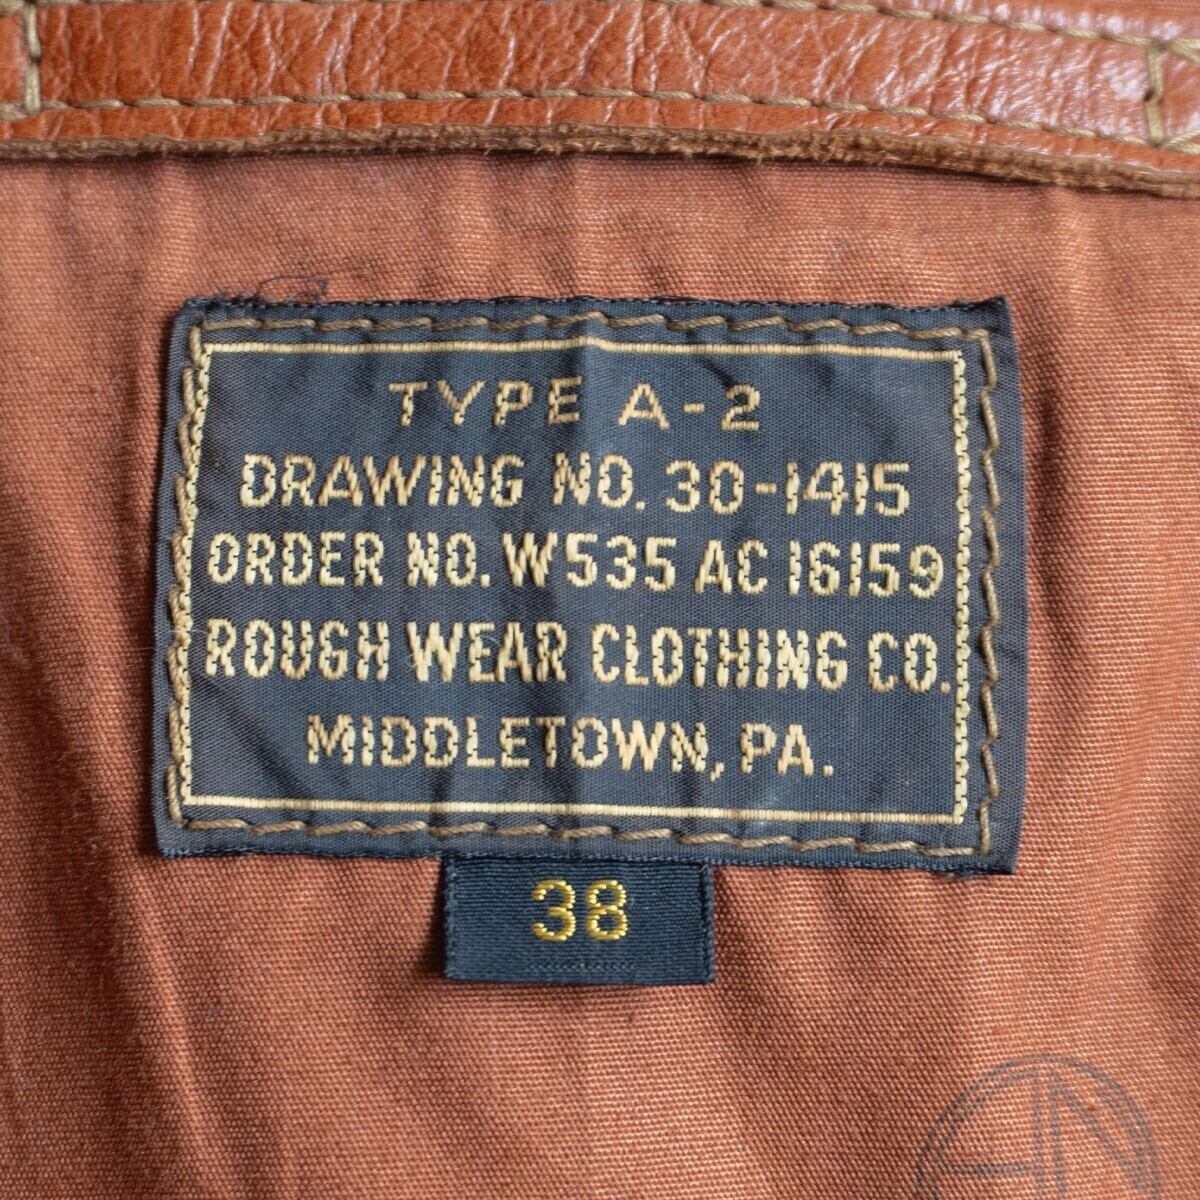 TYPE A-2
DRAWING NO. 30-1415
ORDER NO. W535 AC 16159
ROUGH WEAR CLOTHING CO.
MIDDLETOWN, PA.
38